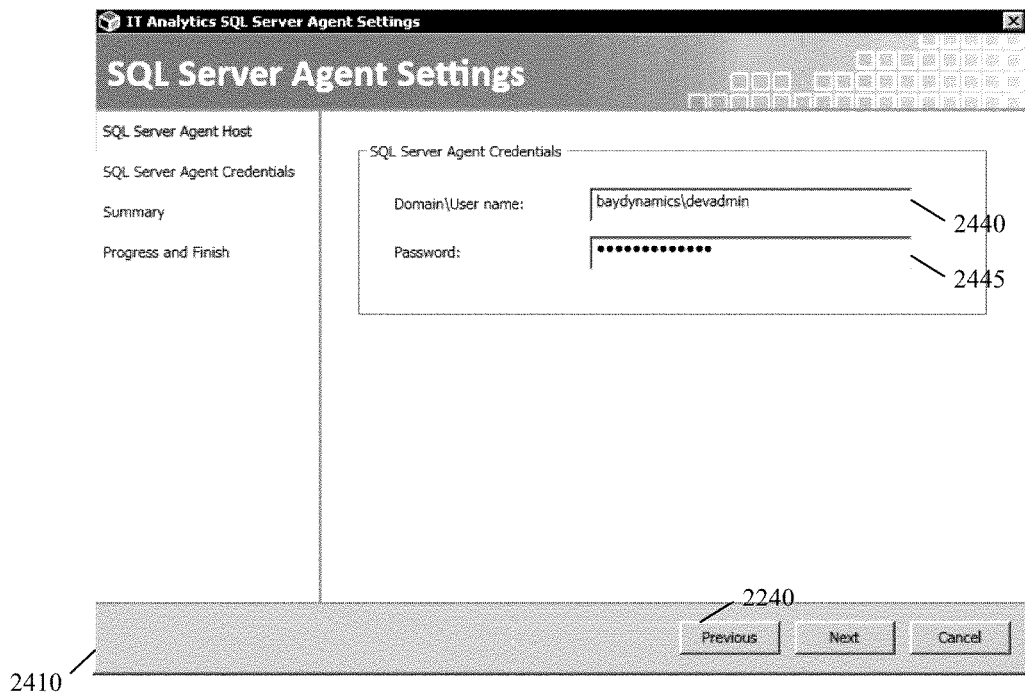 IT Analytics SQL Server Agent Settings
SQL Server Agent Settings
SQL Server Agent Host
SQL Server Agent Credentials
Summary
Progress and Finish
SQL Server Agent Credentials
Domain\User name:
baydynamics\devadmin
2440
Password:
•••••••••••••
2445
2240
Previous
Next
Cancel
2410